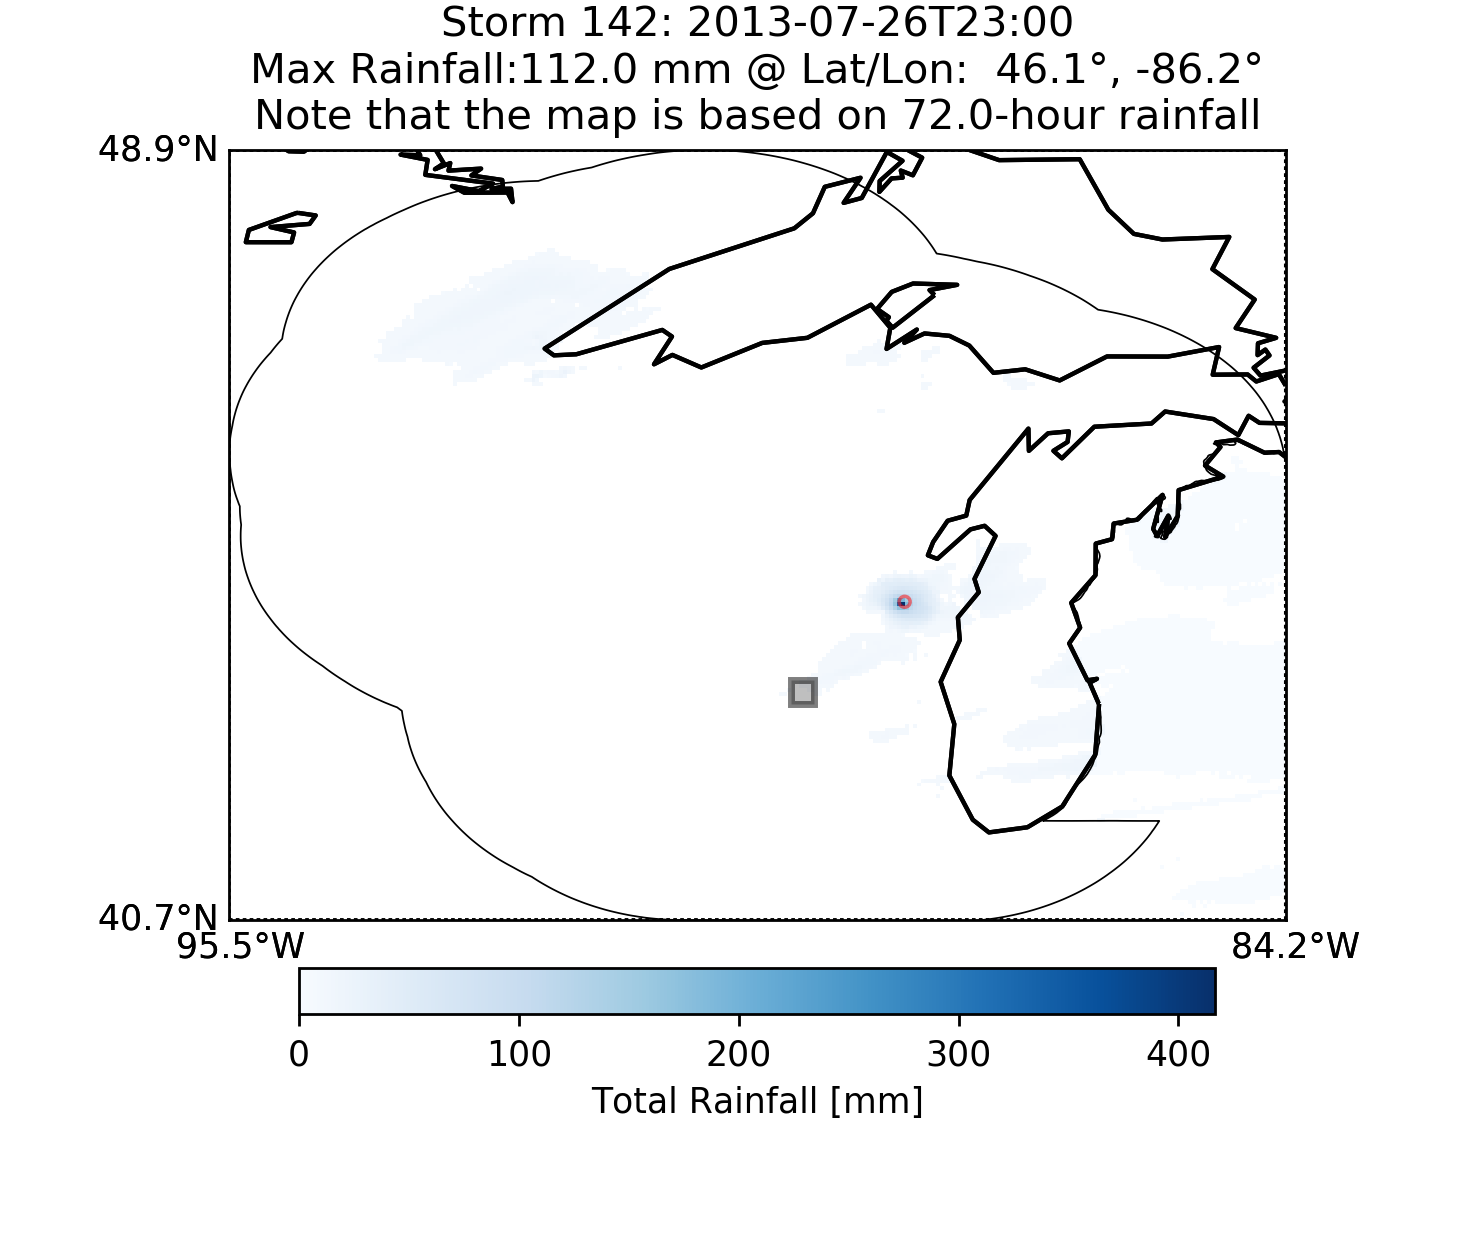 Storm 142: 2013-07-26T23:00
Max Rainfall:112.0 mm @ Lat/Lon:  46.1°, -86.2°
Note that the map is based on 72.0-hour rainfall
48.9°N
40.7°N
95.5°W 84.2°W
0 100 200 300 400
Total Rainfall [mm]